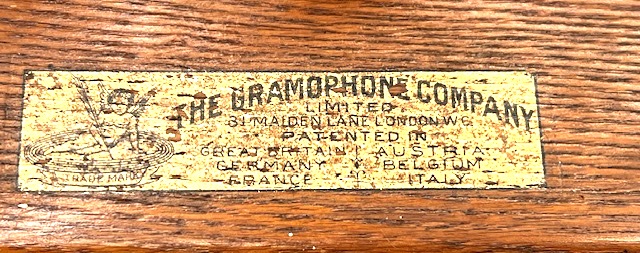 THE GRAMOPHONE COMPANY
LIMITED
31 MAIDEN LANE LONDON W.C.
PATENTED IN
GREAT BRITAIN AUSTRIA
GERMANY BELGIUM
FRANCE ITALY
TRADE MARK